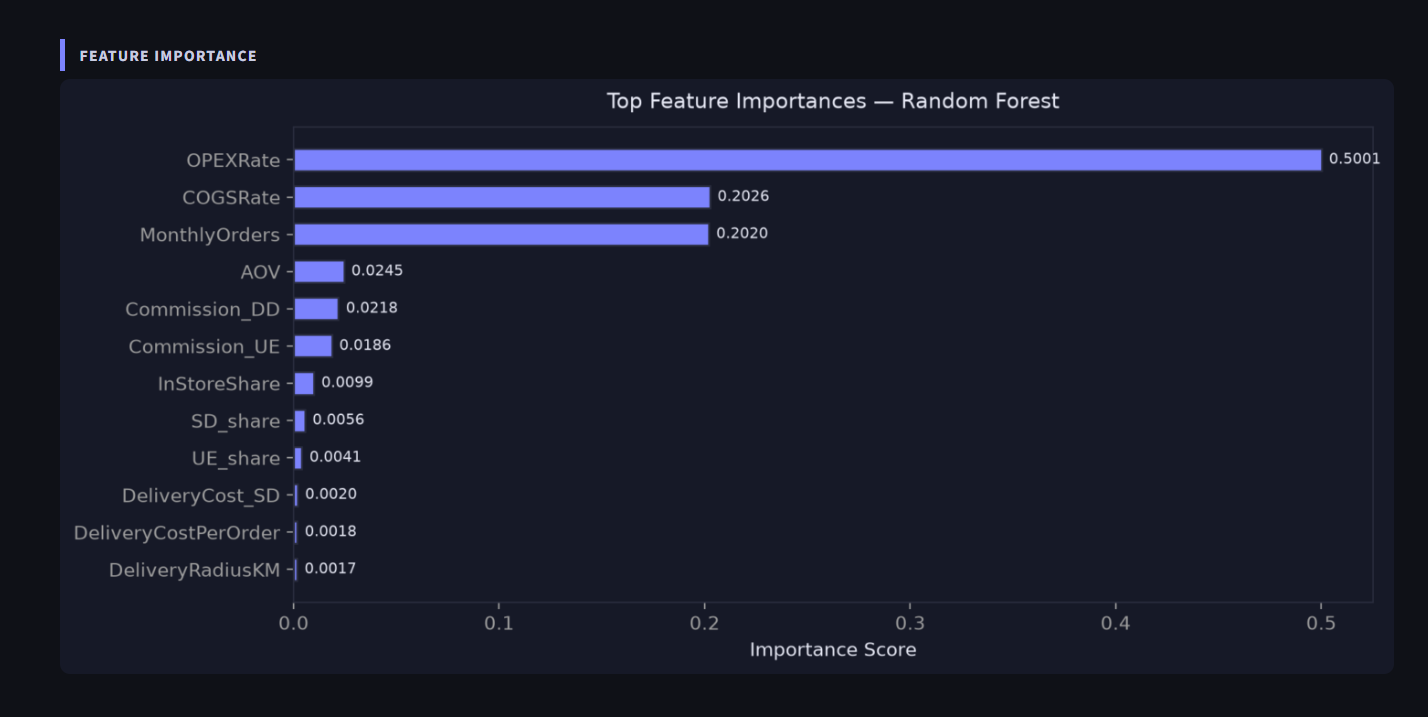 FEATURE IMPORTANCE
Top Feature Importances — Random Forest
OPEXRate 0.5001
COGSRate 0.2026
MonthlyOrders 0.2020
AOV 0.0245
Commission_DD 0.0218
Commission_UE 0.0186
InStoreShare 0.0099
SD_share 0.0056
UE_share 0.0041
DeliveryCost_SD 0.0020
DeliveryCostPerOrder 0.0018
DeliveryRadiusKM 0.0017
0.0 0.1 0.2 0.3 0.4 0.5
Importance Score